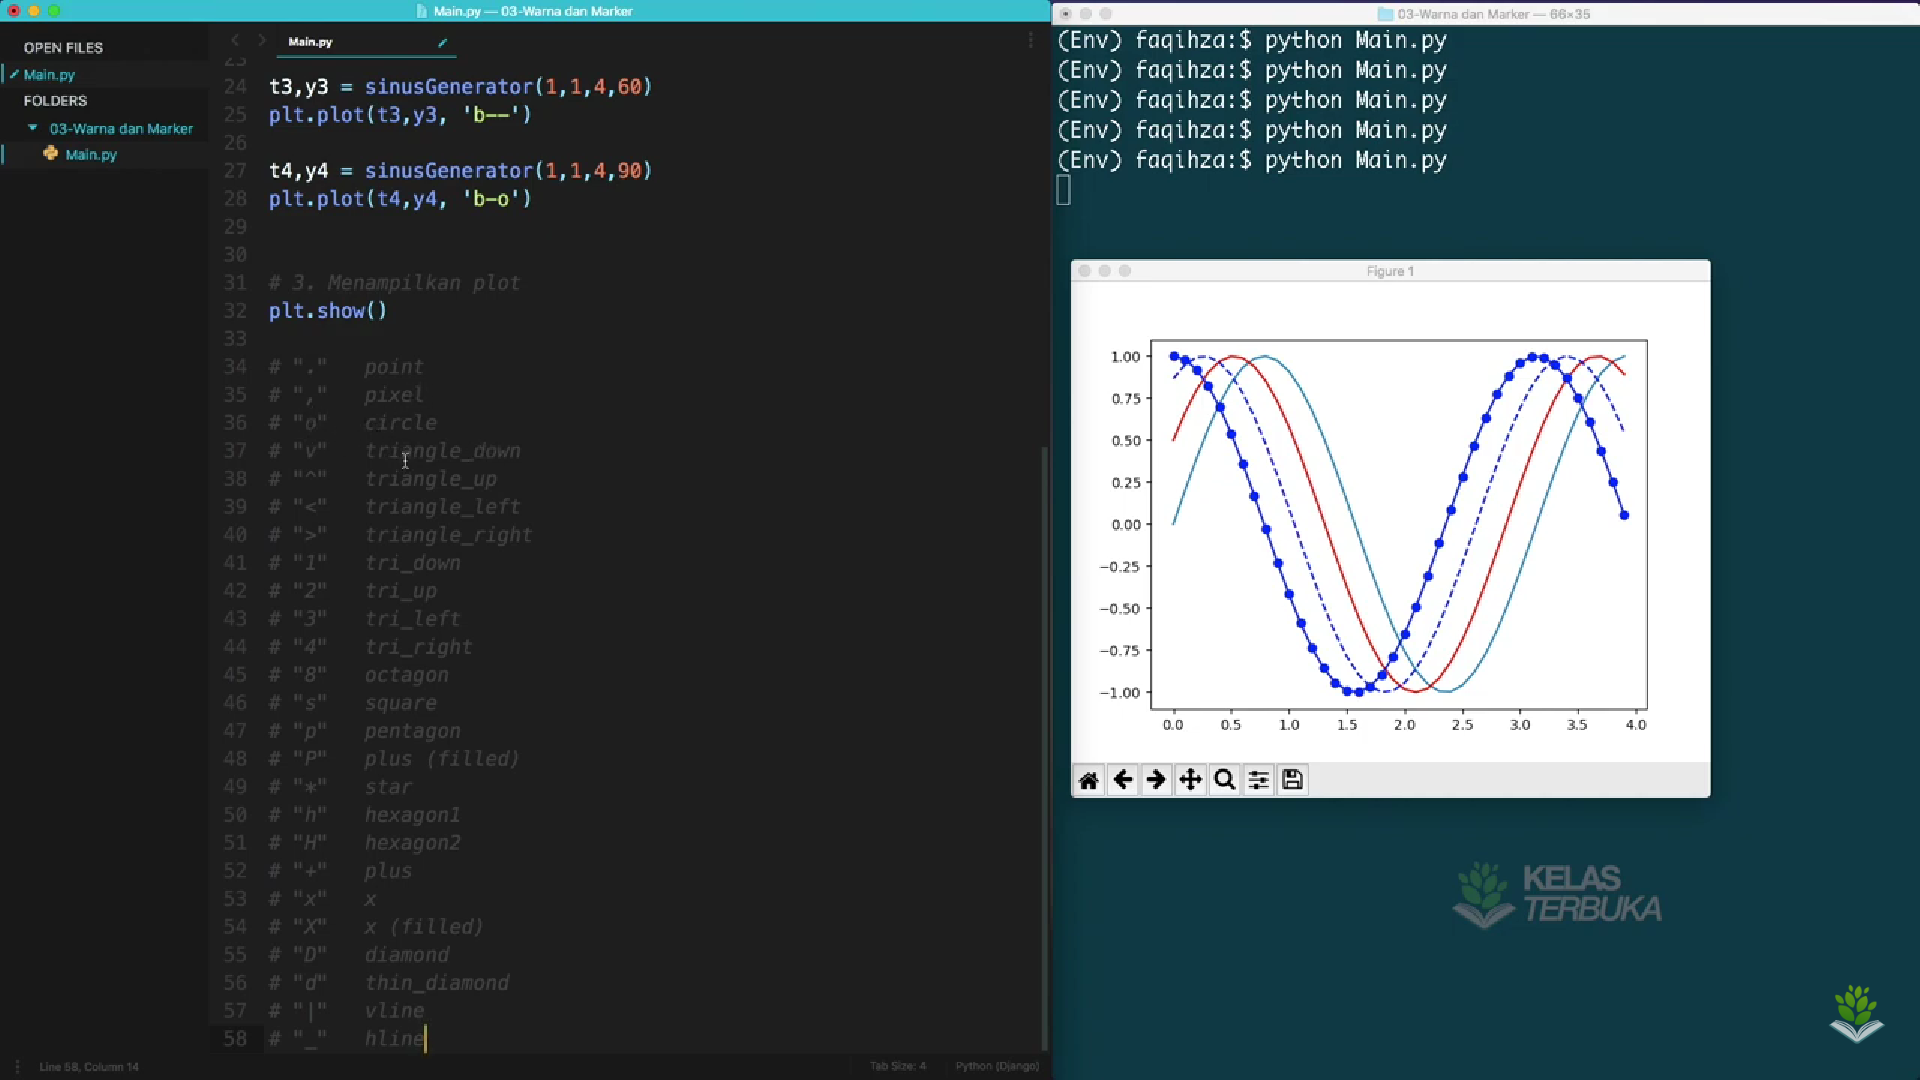 Main.py — 03-Warna dan Marker
OPEN FILES
Main.py
FOLDERS
03-Warna dan Marker
Main.py
Main.py
23
24 t3,y3 = sinusGenerator(1,1,4,60)
25 plt.plot(t3,y3, 'b--')
26
27 t4,y4 = sinusGenerator(1,1,4,90)
28 plt.plot(t4,y4, 'b-o')
29
30
31 # 3. Menampilkan plot
32 plt.show()
33
34 # "." point
35 # "," pixel
36 # "o" circle
37 # "v" triangle_down
38 # "^" triangle_up
39 # "<" triangle_left
40 # ">" triangle_right
41 # "1" tri_down
42 # "2" tri_up
43 # "3" tri_left
44 # "4" tri_right
45 # "8" octagon
46 # "s" square
47 # "p" pentagon
48 # "P" plus (filled)
49 # "*" star
50 # "h" hexagon1
51 # "H" hexagon2
52 # "+" plus
53 # "x" x
54 # "X" x (filled)
55 # "D" diamond
56 # "d" thin_diamond
57 # "|" vline
58 # "_" hline
Line 58, Column 14
Tab Size: 4
Python (Django)
03-Warna dan Marker — 66×35
(Env) faqihza:$ python Main.py
(Env) faqihza:$ python Main.py
(Env) faqihza:$ python Main.py
(Env) faqihza:$ python Main.py
(Env) faqihza:$ python Main.py
Figure 1
1.00
0.75
0.50
0.25
0.00
−0.25
−0.50
−0.75
−1.00
0.0 0.5 1.0 1.5 2.0 2.5 3.0 3.5 4.0
KELAS
TERBUKA